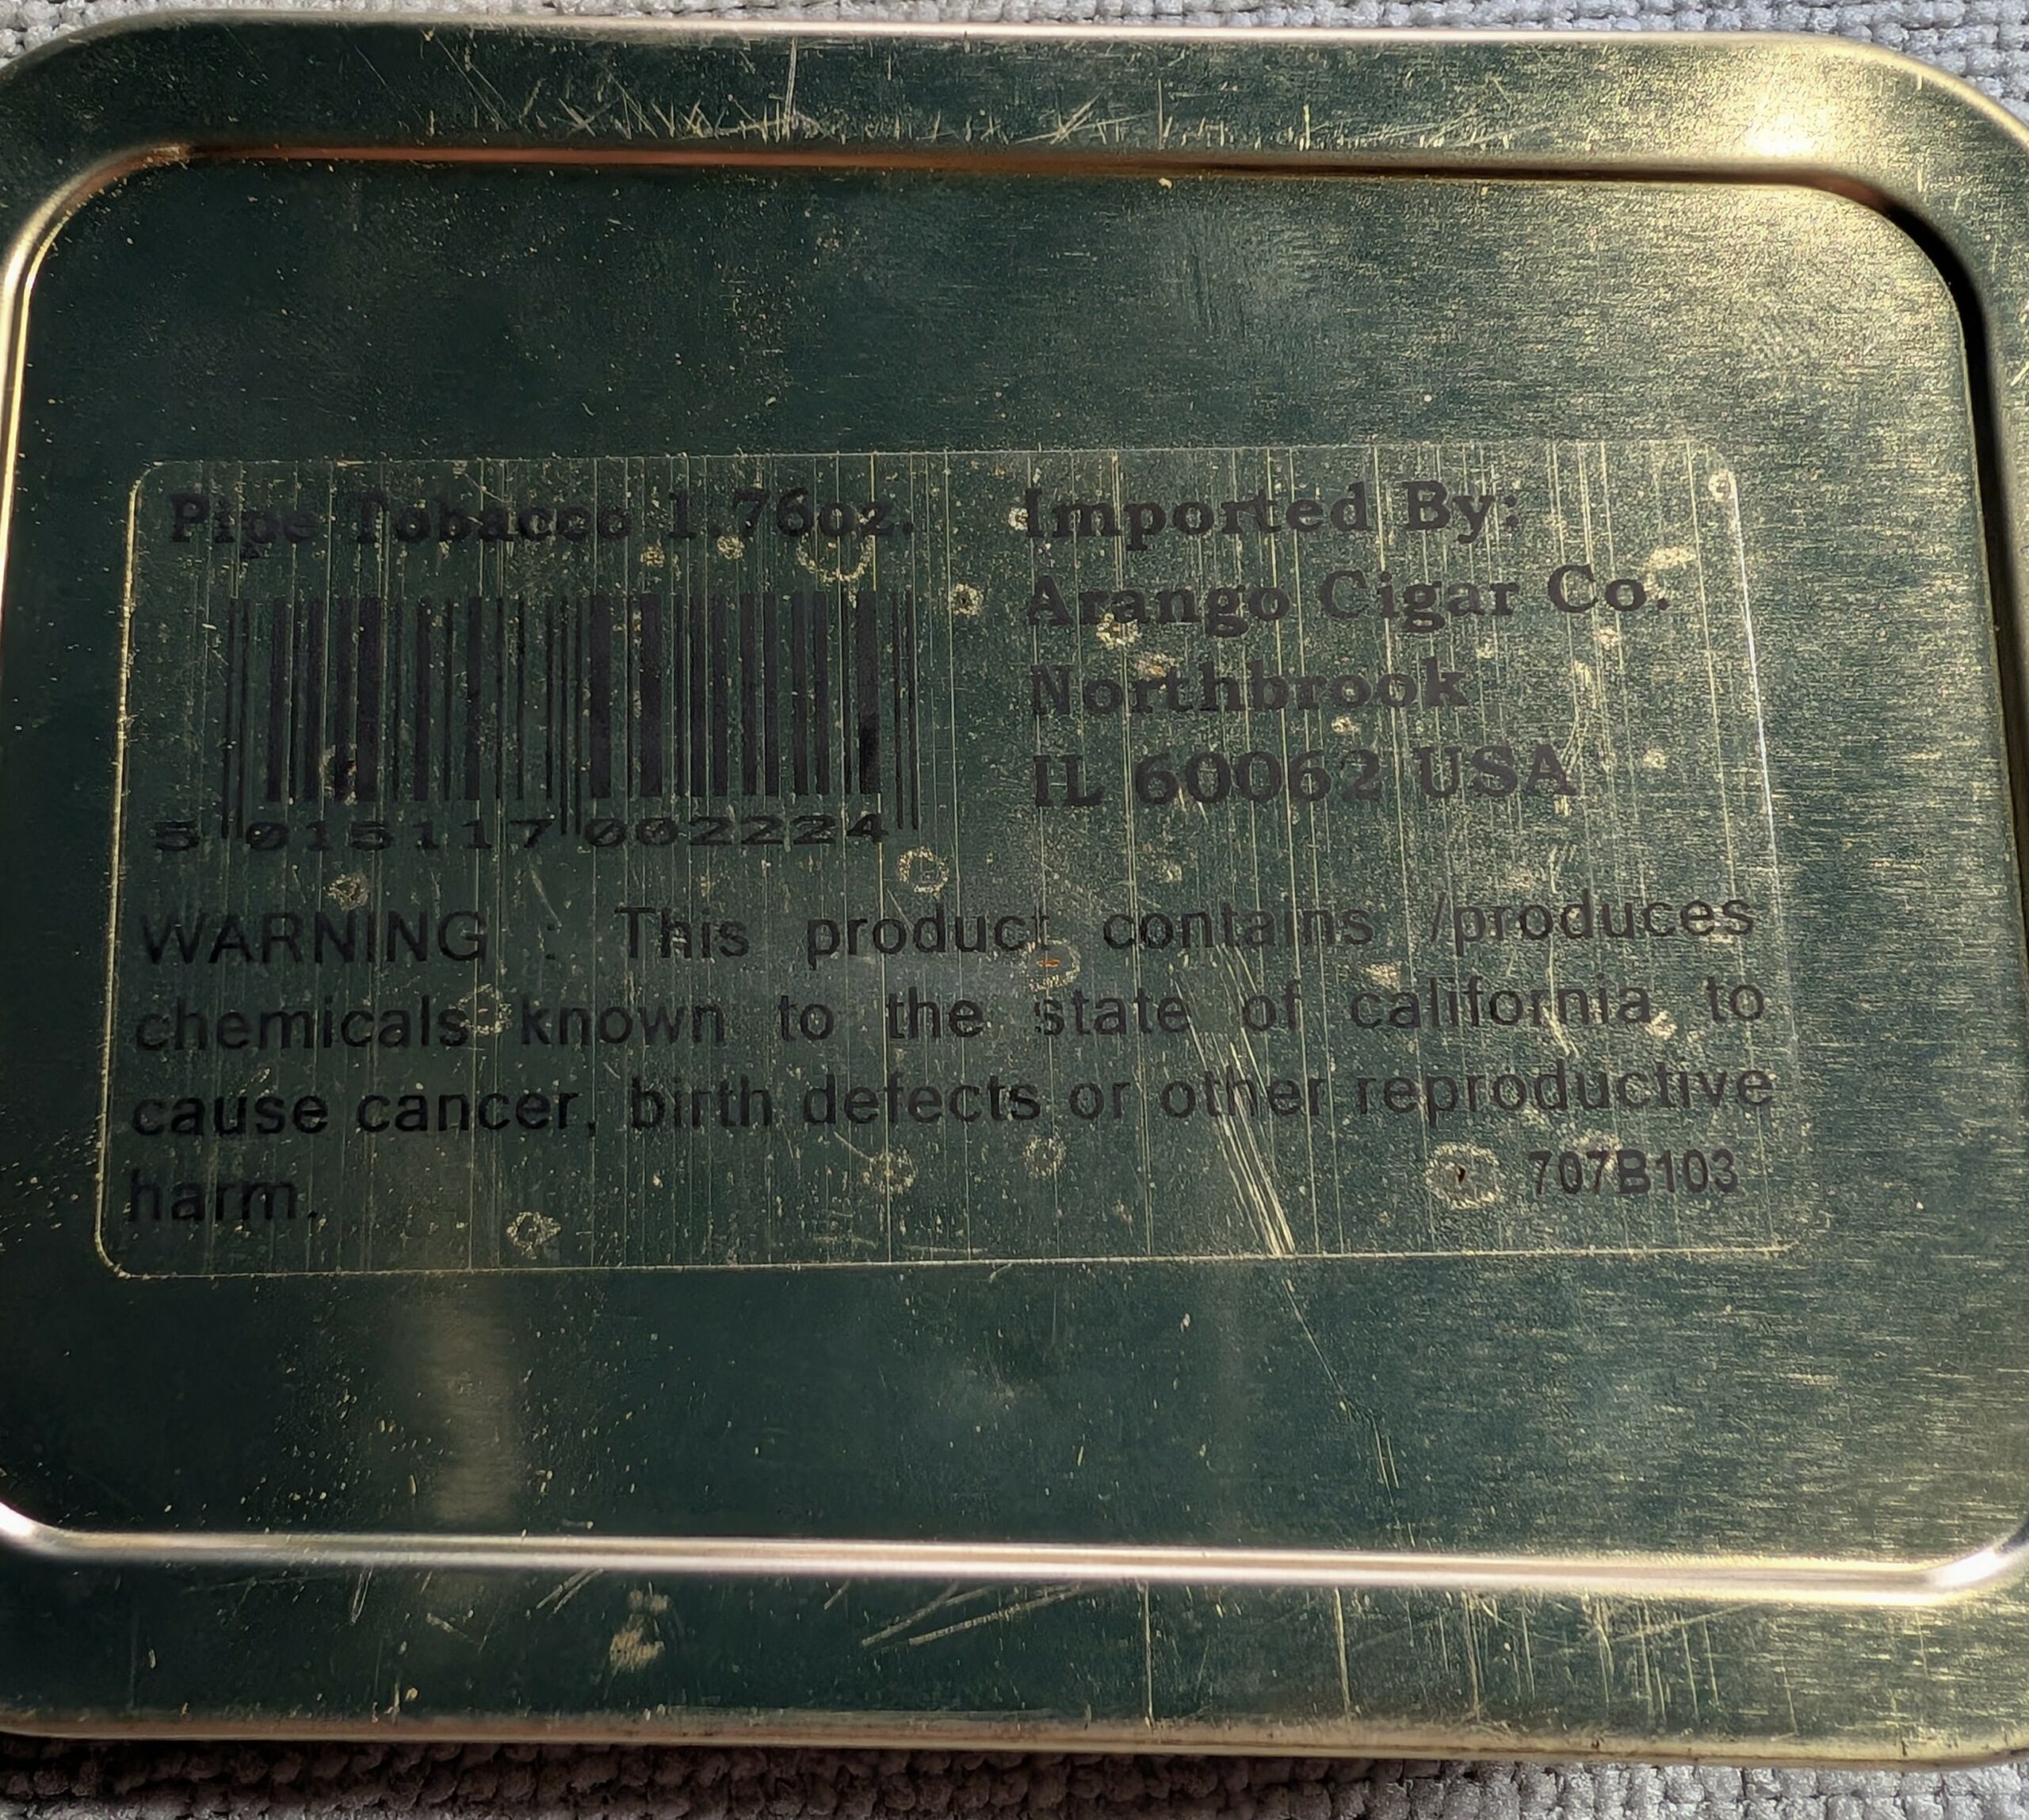 Pipe Tobacco 1.76oz.
5 015117 002224
Imported By:
Arango Cigar Co.
Northbrook
IL 60062 USA
WARNING : This product contains /produces
chemicals known to the state of california to
cause cancer, birth defects or other reproductive
harm.
707B103